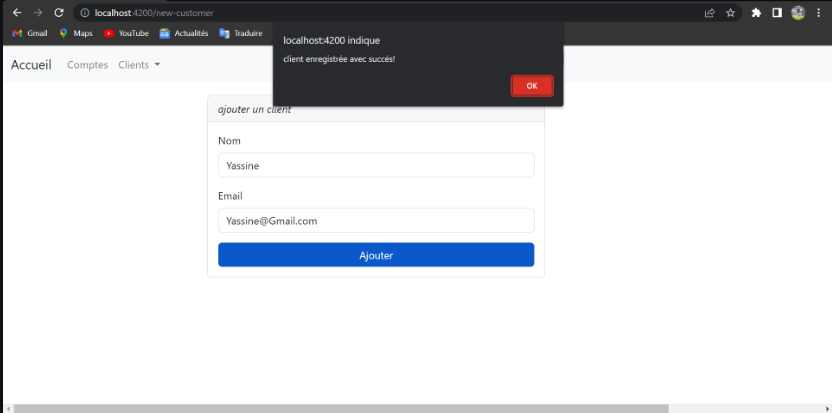 localhost:4200/new-customer
Gmail Maps YouTube Actualités Traduire
localhost:4200 indique
client enregistrée avec succés!
OK
Accueil Comptes Clients
ajouter un client
Nom
Yassine
Email
Yassine@Gmail.com
Ajouter